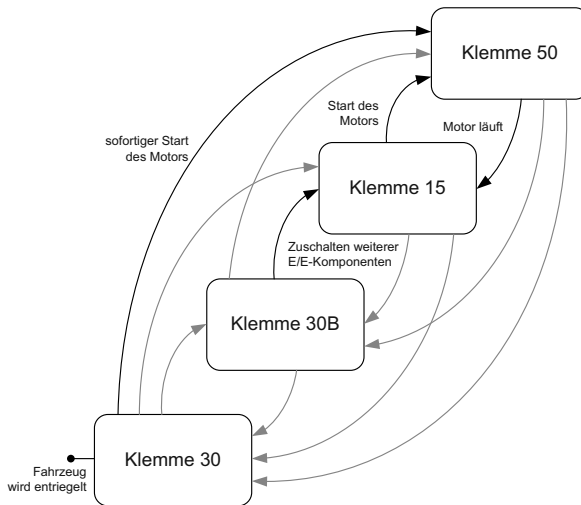 Klemme 50
Start des
Motors
Motor läuft
sofortiger Start
des Motors
Klemme 15
Zuschalten weiterer
E/E-Komponenten
Klemme 30B
Klemme 30
Fahrzeug
wird entriegelt